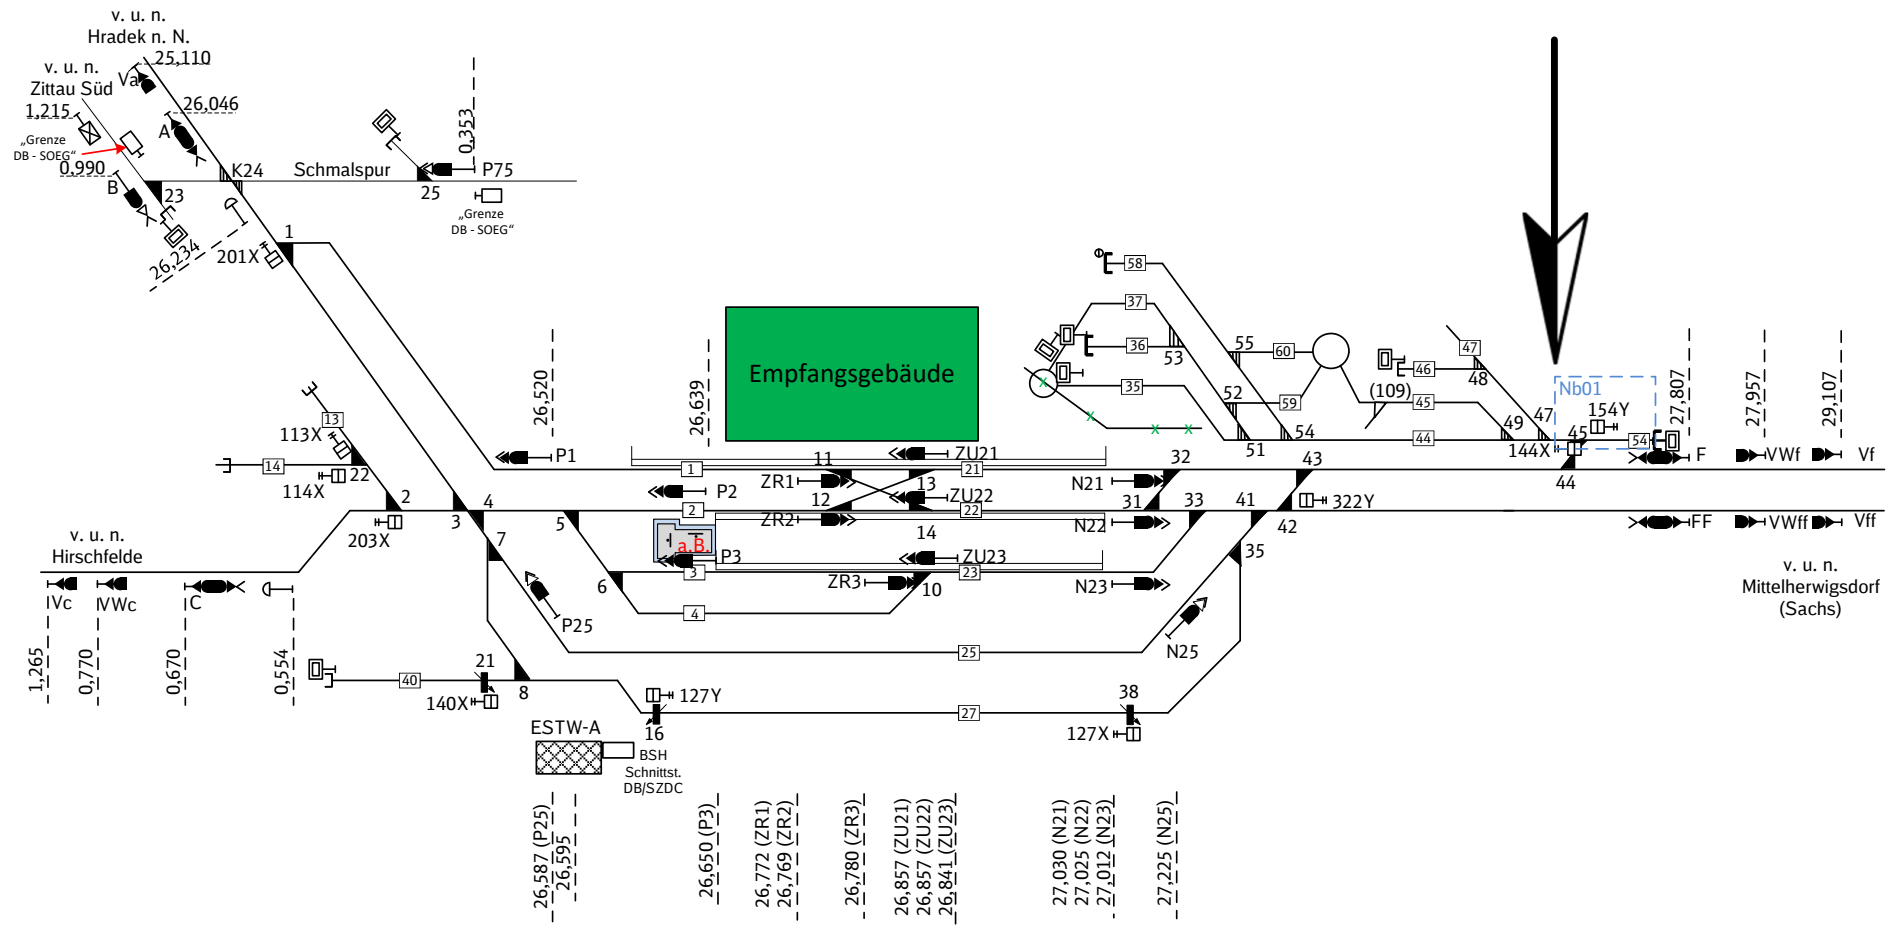 v. u. n.
Hradek n. N.
25,110
v. u. n.
Zittau Süd
Va
1,215
26,046
A
„Grenze
DB - SOEG“
0,990
B
23
K24
Schmalspur
0,353
P75
25
„Grenze
DB - SOEG“
26,234
201X
1
58
37
36
53
55
60
47
46
48
35
52
59
(109)
45
49
47
Nb01
154Y
45
54
27,807
27,957
29,107
Empfangsgebäude
26,520
26,639
13
113X
14
114X
22
2
203X
4
3
7
5
6
P1
1
P2
2
a.B.
P3
3
4
11
ZR1
12
ZR2
ZR3
ZU21
21
13
ZU22
22
14
ZU23
23
10
N21
N22
N23
32
31
33
51
54
44
43
41
42
322Y
35
144X
44
F
VWf
Vf
FF
VWff
Vff
v. u. n.
Hirschfelde
Vc
VWc
C
1,265
0,770
0,670
0,554
v. u. n.
Mittelherwigsdorf
(Sachs)
P25
25
N25
40
21
140X
8
127Y
16
27
38
127X
ESTW-A
BSH
Schnittst.
DB/SZDC
26,587 (P25)
26,595
26,650 (P3)
26,772 (ZR1)
26,769 (ZR2)
26,780 (ZR3)
26,857 (ZU21)
26,857 (ZU22)
26,841 (ZU23)
27,030 (N21)
27,025 (N22)
27,012 (N23)
27,225 (N25)